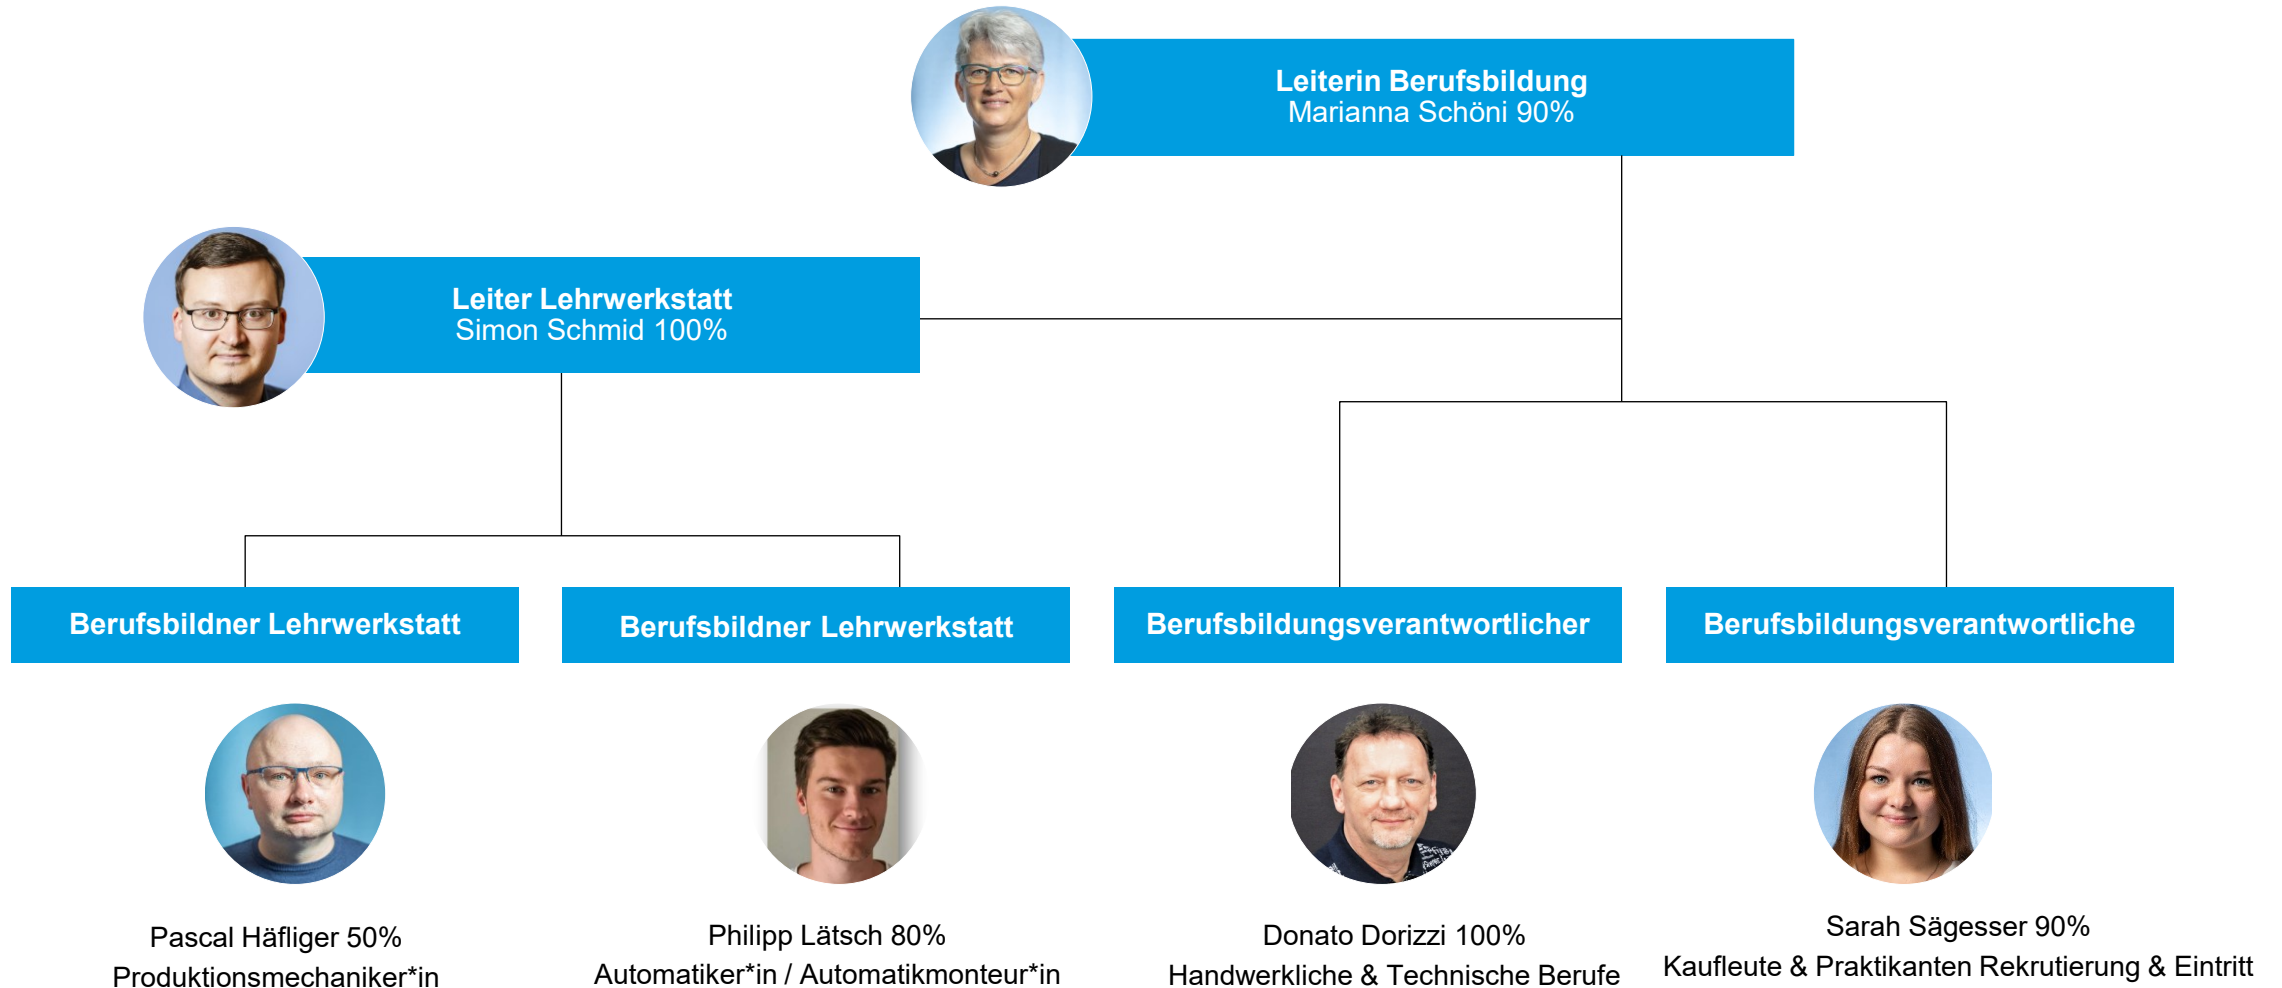 Leiterin Berufsbildung
Marianna Schöni 90%
Leiter Lehrwerkstatt
Simon Schmid 100%
Berufsbildner Lehrwerkstatt
Berufsbildner Lehrwerkstatt
Berufsbildungsverantwortlicher
Berufsbildungsverantwortliche
Pascal Häfliger 50%
Produktionsmechaniker*in
Philipp Lätsch 80%
Automatiker*in / Automatikmonteur*in
Donato Dorizzi 100%
Handwerkliche & Technische Berufe
Sarah Sägesser 90%
Kaufleute & Praktikanten Rekrutierung & Eintritt